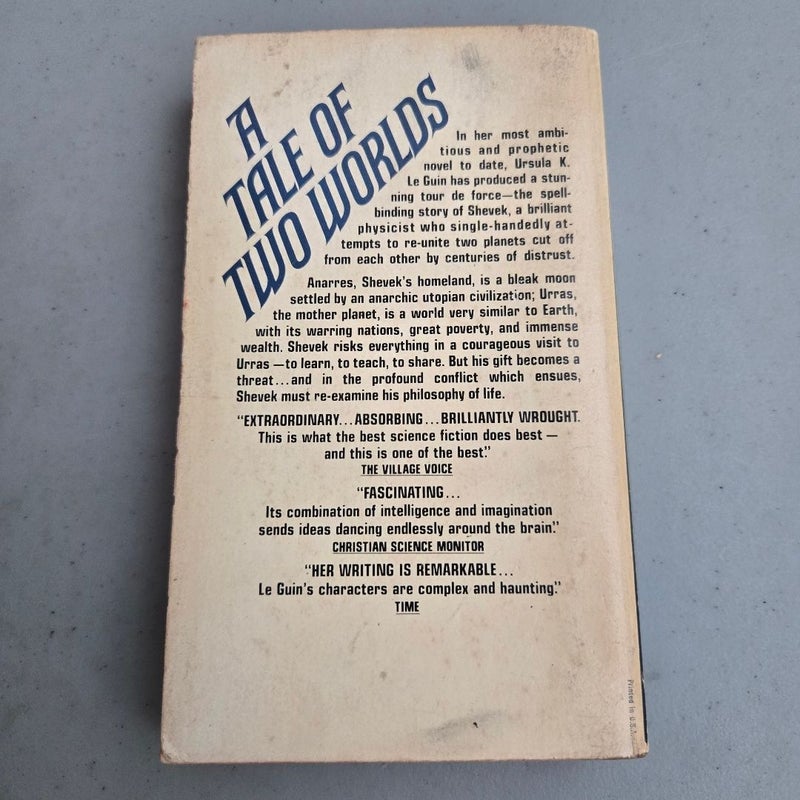 A
TALE OF
TWO WORLDS
In her most ambi-
tious and prophetic
novel to date, Ursula K.
Le Guin has produced a stun-
ning tour de force—the spell-
binding story of Shevek, a brilliant
physicist who single-handedly at-
tempts to re-unite two planets cut off
from each other by centuries of distrust.
Anarres, Shevek's homeland, is a bleak moon
settled by an anarchic utopian civilization; Urras,
the mother planet, is a world very similar to Earth,
with its warring nations, great poverty, and immense
wealth. Shevek risks everything in a courageous visit to
Urras —to learn, to teach, to share. But his gift becomes a
threat...and in the profound conflict which ensues,
Shevek must re-examine his philosophy of life.
“EXTRAORDINARY...ABSORBING...BRILLIANTLY WROUGHT.
This is what the best science fiction does best —
and this is one of the best.”
THE VILLAGE VOICE
“FASCINATING...
Its combination of intelligence and imagination
sends ideas dancing endlessly around the brain.”
CHRISTIAN SCIENCE MONITOR
“HER WRITING IS REMARKABLE...
Le Guin's characters are complex and haunting.”
TIME
Printed in U.S.A.